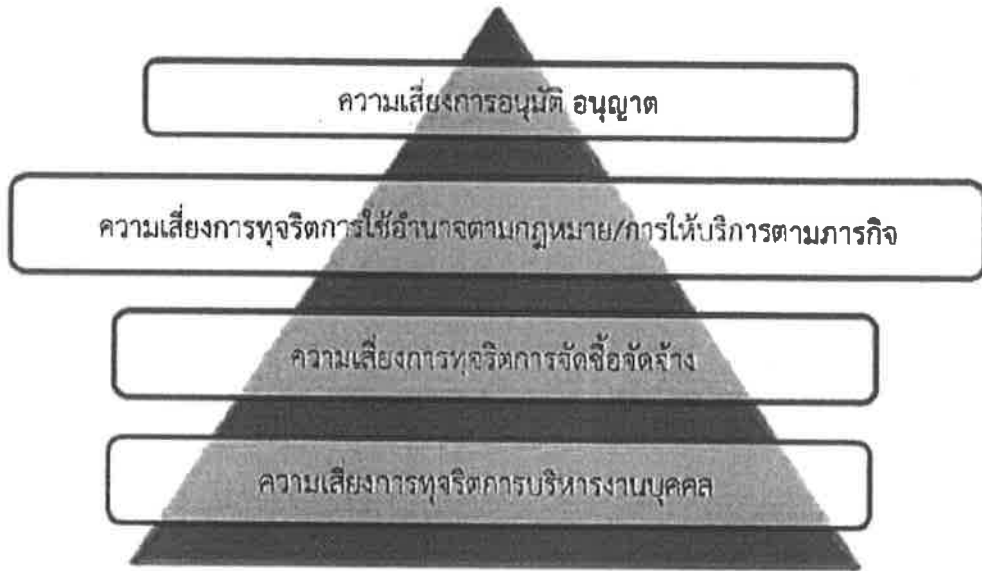 ความเสี่ยงการอนุมัติ อนุญาต
ความเสี่ยงการทุจริตการใช้อำนาจตามกฎหมาย/การให้บริการตามภารกิจ
ความเสี่ยงการทุจริตการจัดซื้อจัดจ้าง
ความเสี่ยงการทุจริตการบริหารงานบุคคล